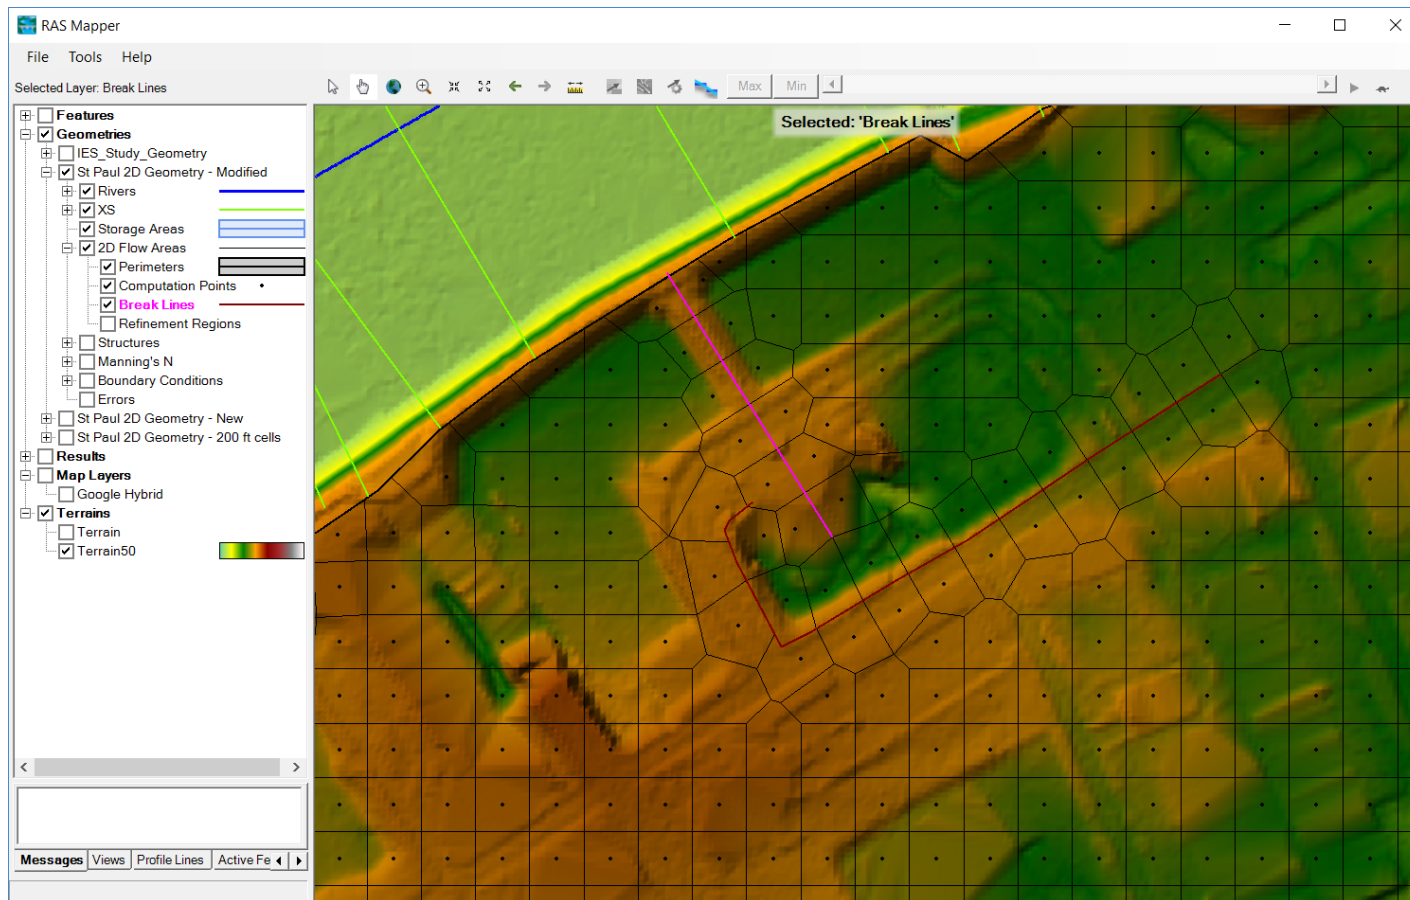 RAS Mapper
File Tools Help
Selected Layer: Break Lines
Max Min
Selected: 'Break Lines'
Features
Geometries
IES_Study_Geometry
St Paul 2D Geometry - Modified
Rivers
XS
Storage Areas
2D Flow Areas
Perimeters
Computation Points
Break Lines
Refinement Regions
Structures
Manning's N
Boundary Conditions
Errors
St Paul 2D Geometry - New
St Paul 2D Geometry - 200 ft cells
Results
Map Layers
Google Hybrid
Terrains
Terrain
Terrain50
Messages Views Profile Lines Active Fe